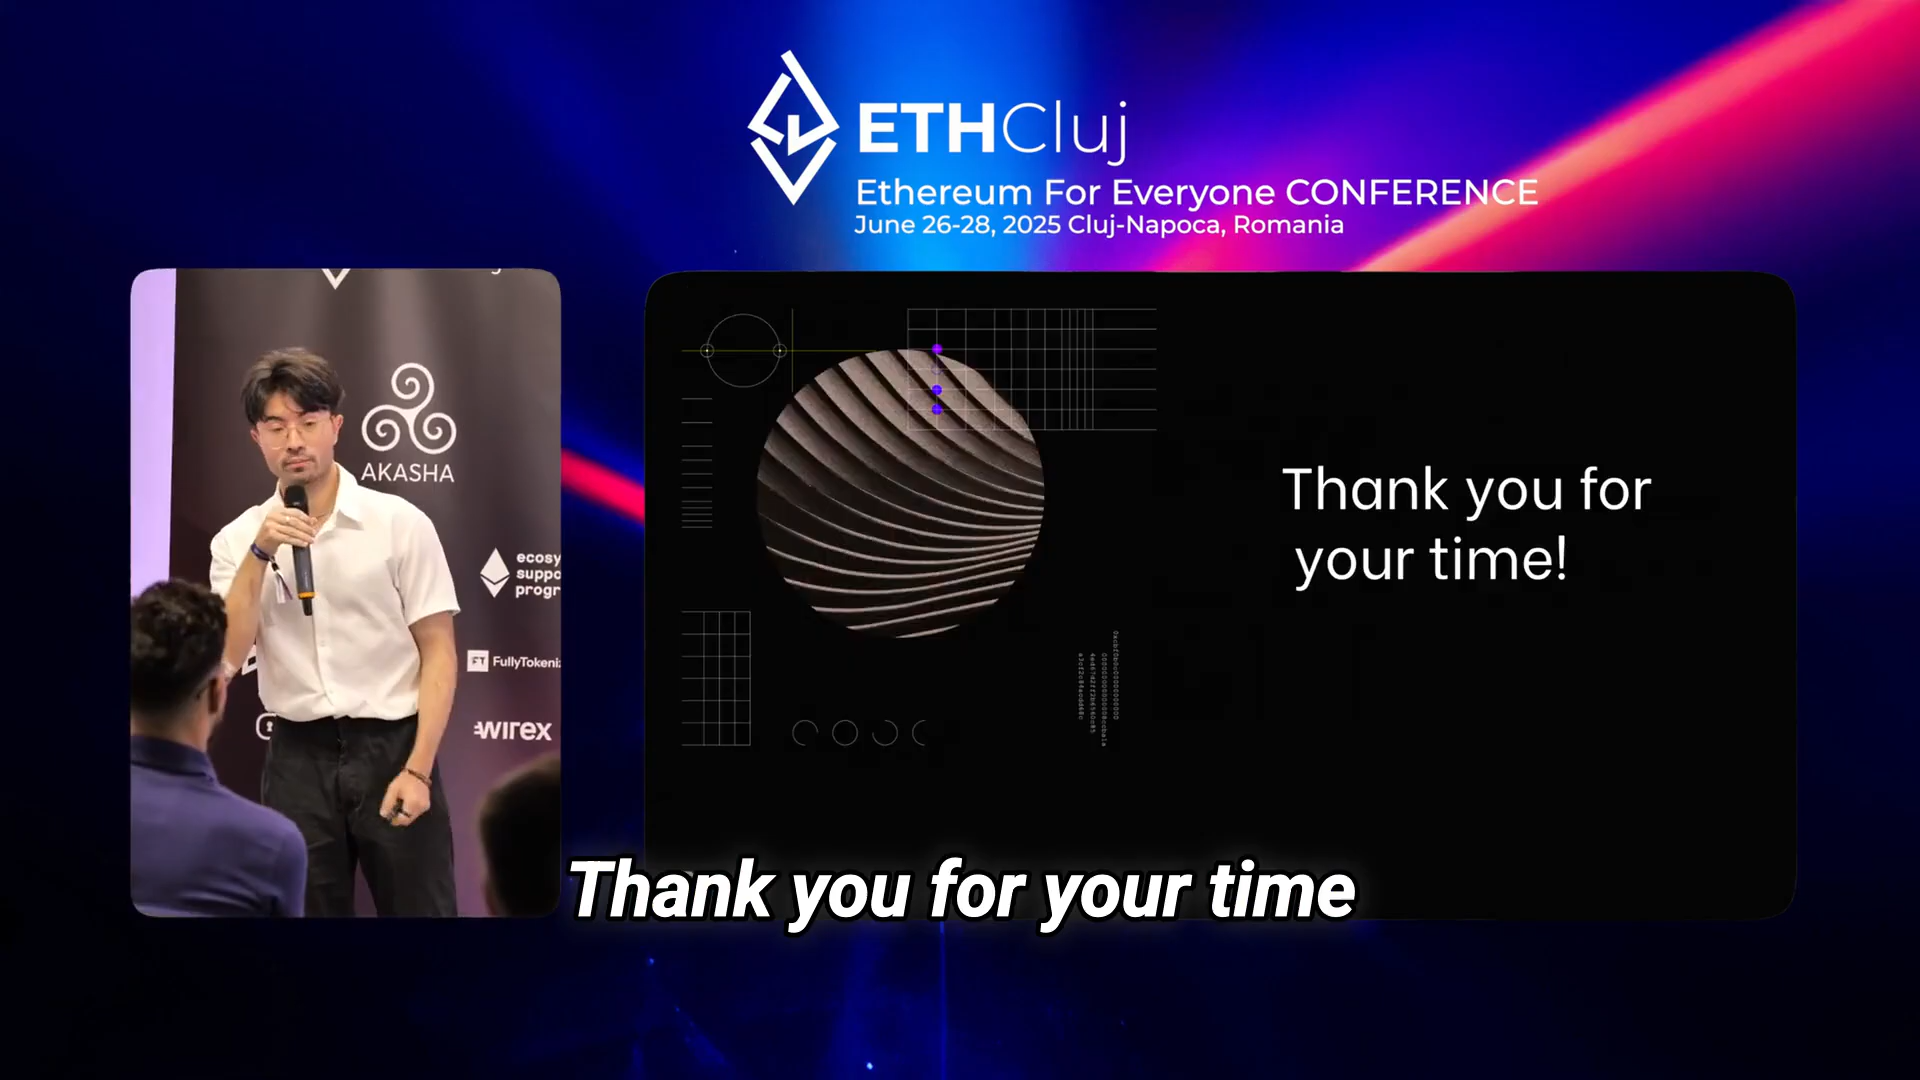 ETHCluj
Ethereum For Everyone CONFERENCE
June 26-28, 2025 Cluj-Napoca, Romania
AKASHA
FullyTokeni
wirex
Thank you for
your time!
Thank you for your time